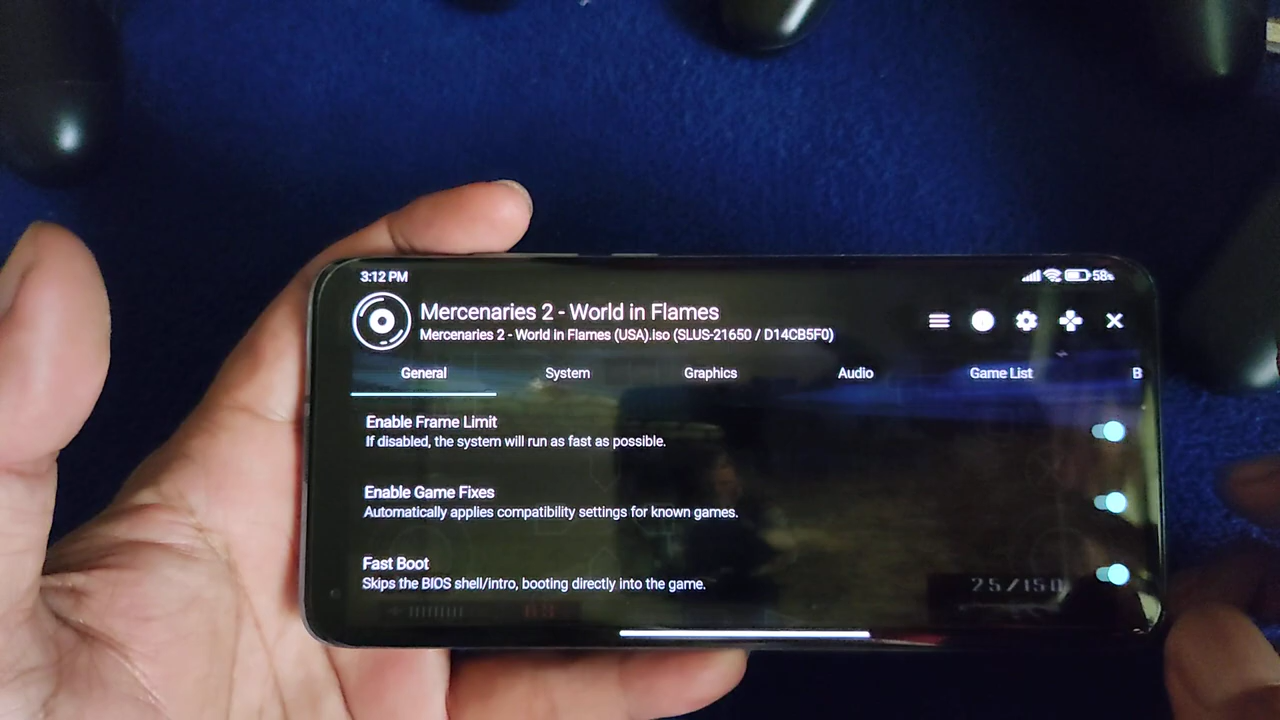 3:12 PM
58%
Mercenaries 2 - World in Flames
Mercenaries 2 - World in Flames (USA).iso (SLUS-21650 / D14CB5F0)
General System Graphics Audio Game List B
Enable Frame Limit
If disabled, the system will run as fast as possible.
Enable Game Fixes
Automatically applies compatibility settings for known games.
Fast Boot
Skips the BIOS shell/intro, booting directly into the game.
25/150